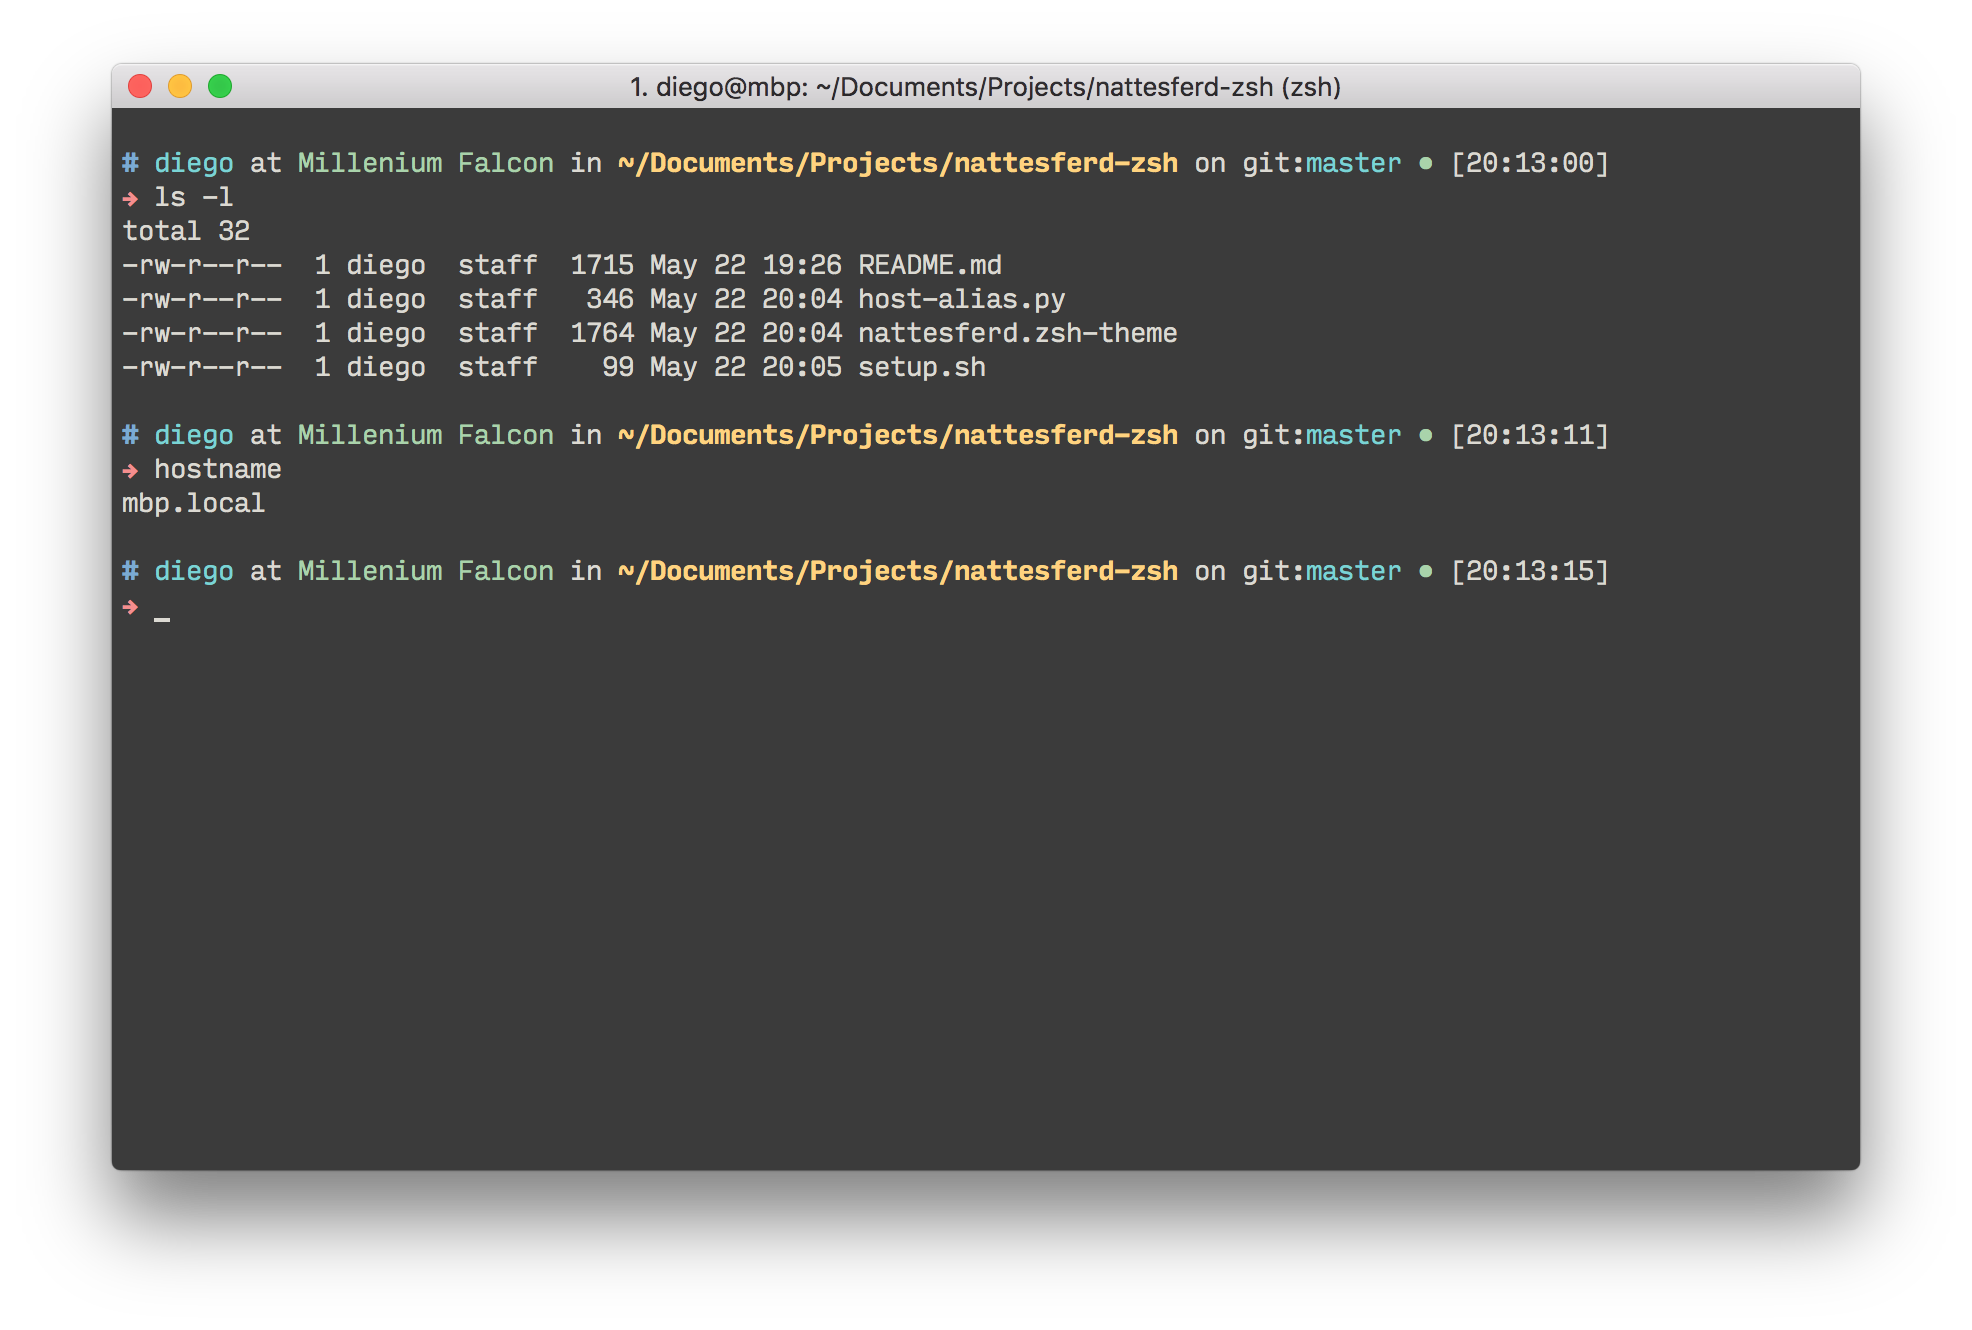 1. diego@mbp: ~/Documents/Projects/nattesferd-zsh (zsh)
# diego at Millenium Falcon in ~/Documents/Projects/nattesferd-zsh on git:master ● [20:13:00]
➜ ls -l
total 32
-rw-r--r--  1 diego  staff  1715 May 22 19:26 README.md
-rw-r--r--  1 diego  staff   346 May 22 20:04 host-alias.py
-rw-r--r--  1 diego  staff  1764 May 22 20:04 nattesferd.zsh-theme
-rw-r--r--  1 diego  staff    99 May 22 20:05 setup.sh
# diego at Millenium Falcon in ~/Documents/Projects/nattesferd-zsh on git:master ● [20:13:11]
➜ hostname
mbp.local
# diego at Millenium Falcon in ~/Documents/Projects/nattesferd-zsh on git:master ● [20:13:15]
➜ _